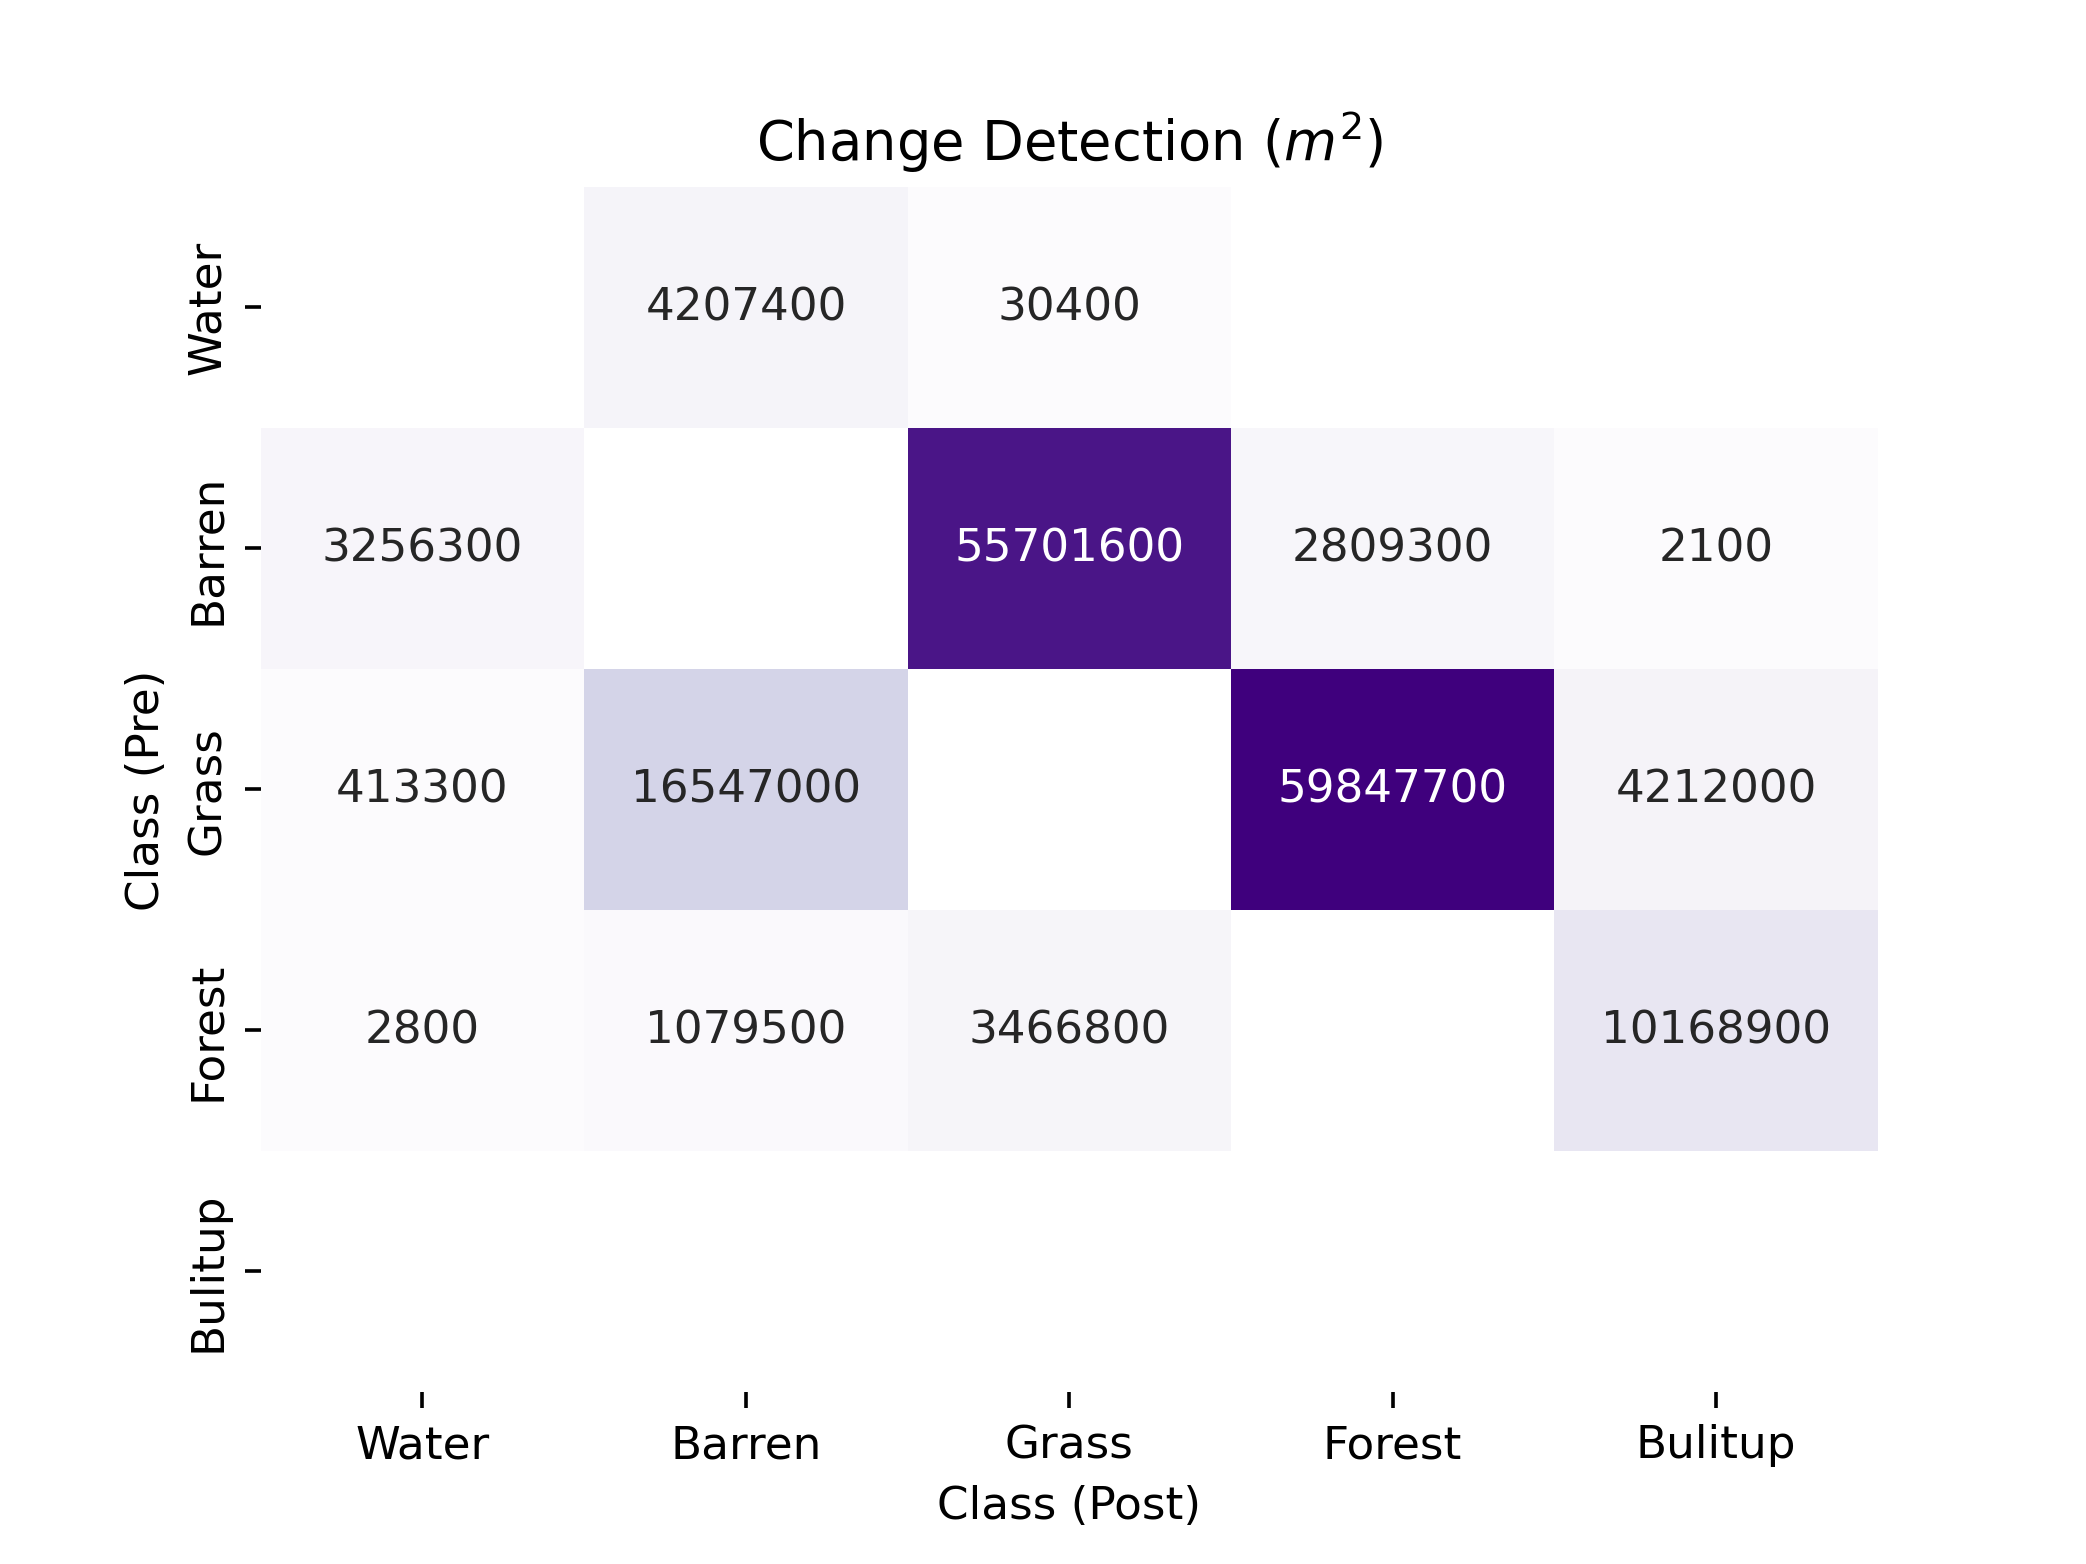 Change Detection (m²)
Water
4207400 30400
Barren
3256300 55701600 2809300 2100
Class (Pre)
Grass
413300 16547000 59847700 4212000
Forest
2800 1079500 3466800 10168900
Bulitup
Water Barren Grass Forest Bulitup
Class (Post)